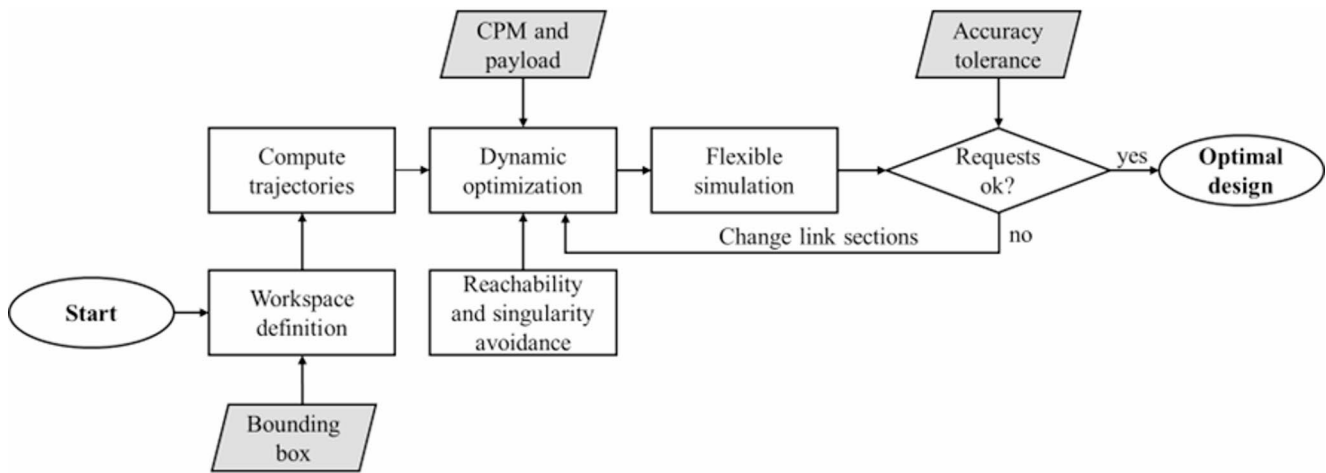 CPM and
payload
Accuracy
tolerance
Compute
trajectories
Dynamic
optimization
Flexible
simulation
Requests
ok?
yes
Optimal
design
Change link sections
no
Start
Workspace
definition
Reachability
and singularity
avoidance
Bounding
box